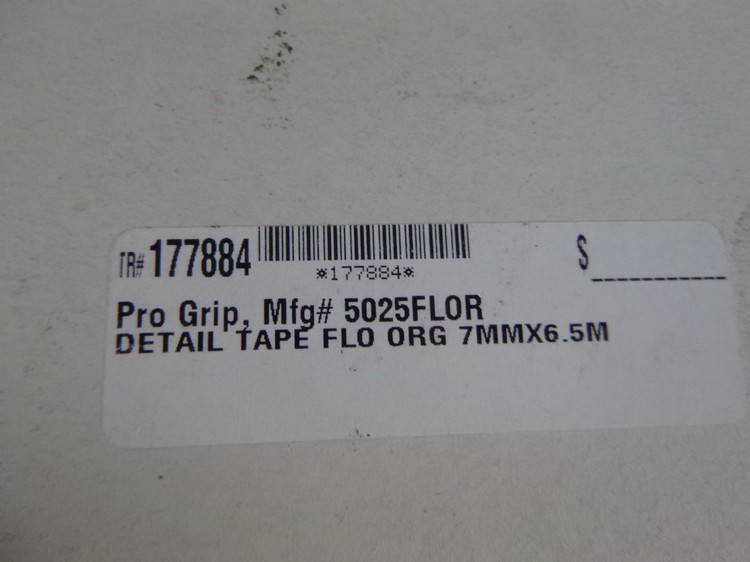 TR# 177884 $
*177884*
Pro Grip, Mfg# 5025FLOR
DETAIL TAPE FLO ORG 7MMX6.5M